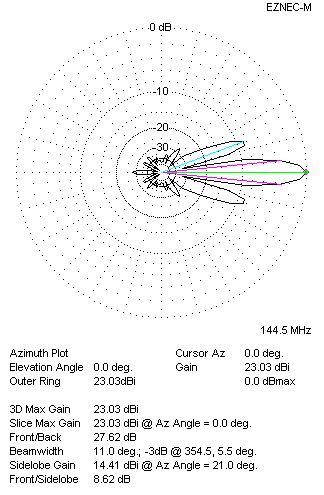 EZNEC-M
0 dB
-10
-20
-30
144.5 MHz
Azimuth Plot Cursor Az 0.0 deg.
Elevation Angle 0.0 deg. Gain 23.03 dBi
Outer Ring 23.03dBi 0.0 dBmax
3D Max Gain 23.03 dBi
Slice Max Gain 23.03 dBi @ Az Angle = 0.0 deg.
Front/Back 27.62 dB
Beamwidth 11.0 deg.; -3dB @ 354.5, 5.5 deg.
Sidelobe Gain 14.41 dBi @ Az Angle = 21.0 deg.
Front/Sidelobe 8.62 dB